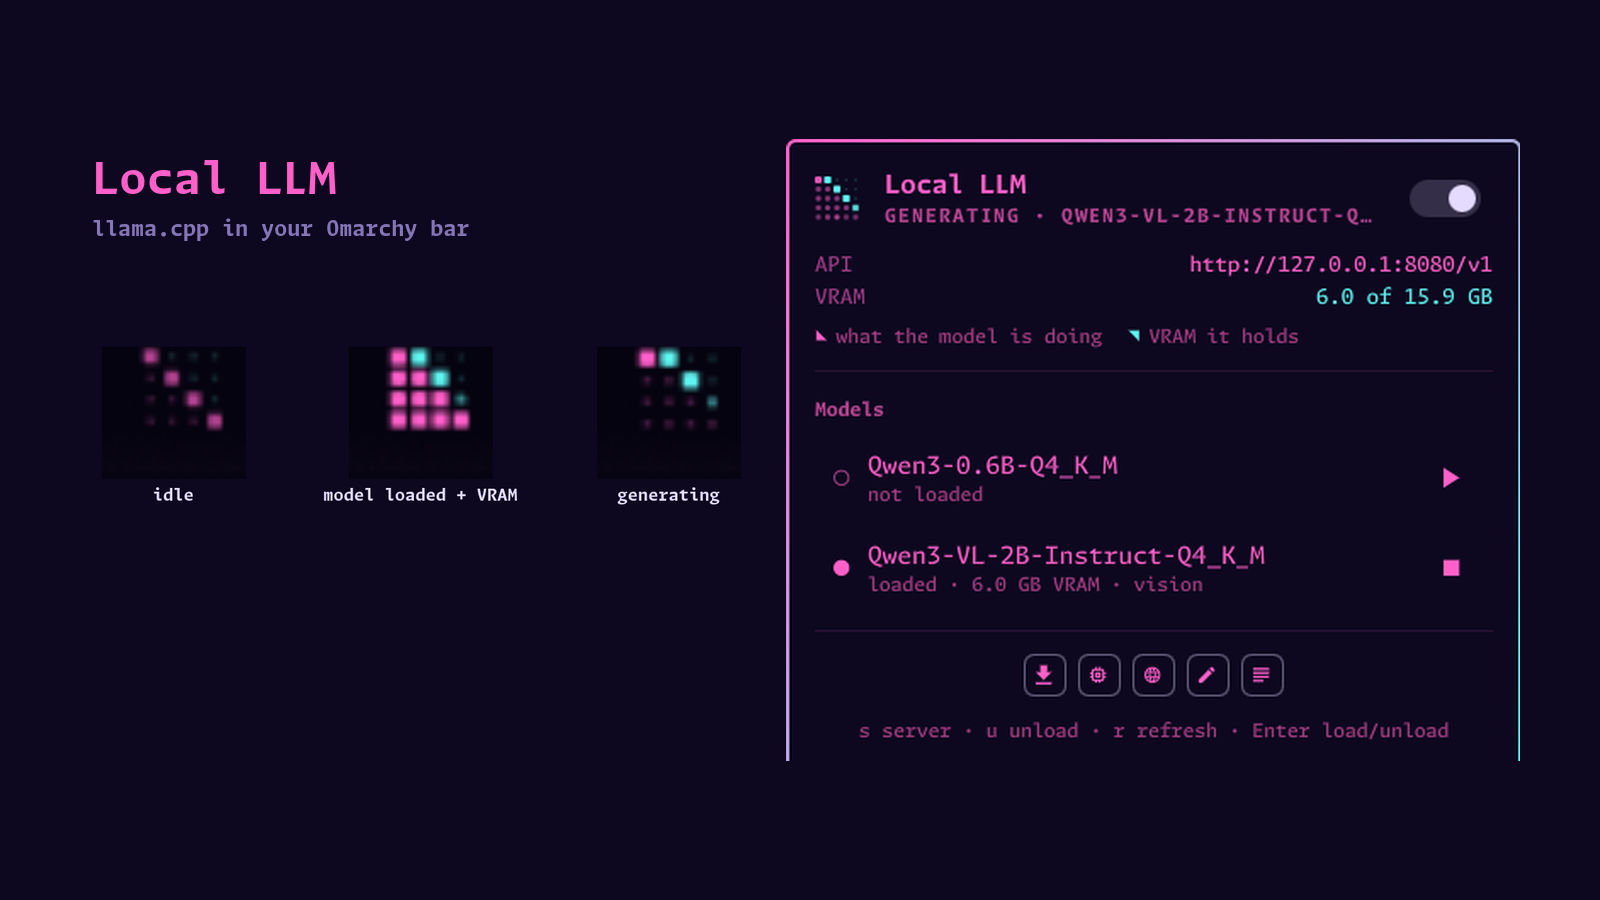 Local LLM
llama.cpp in your Omarchy bar
idle
model loaded + VRAM
generating
Local LLM
GENERATING · QWEN3-VL-2B-INSTRUCT-Q…
API http://127.0.0.1:8080/v1
VRAM 6.0 of 15.9 GB
what the model is doing VRAM it holds
Models
Qwen3-0.6B-Q4_K_M
not loaded
Qwen3-VL-2B-Instruct-Q4_K_M
loaded · 6.0 GB VRAM · vision
s server · u unload · r refresh · Enter load/unload